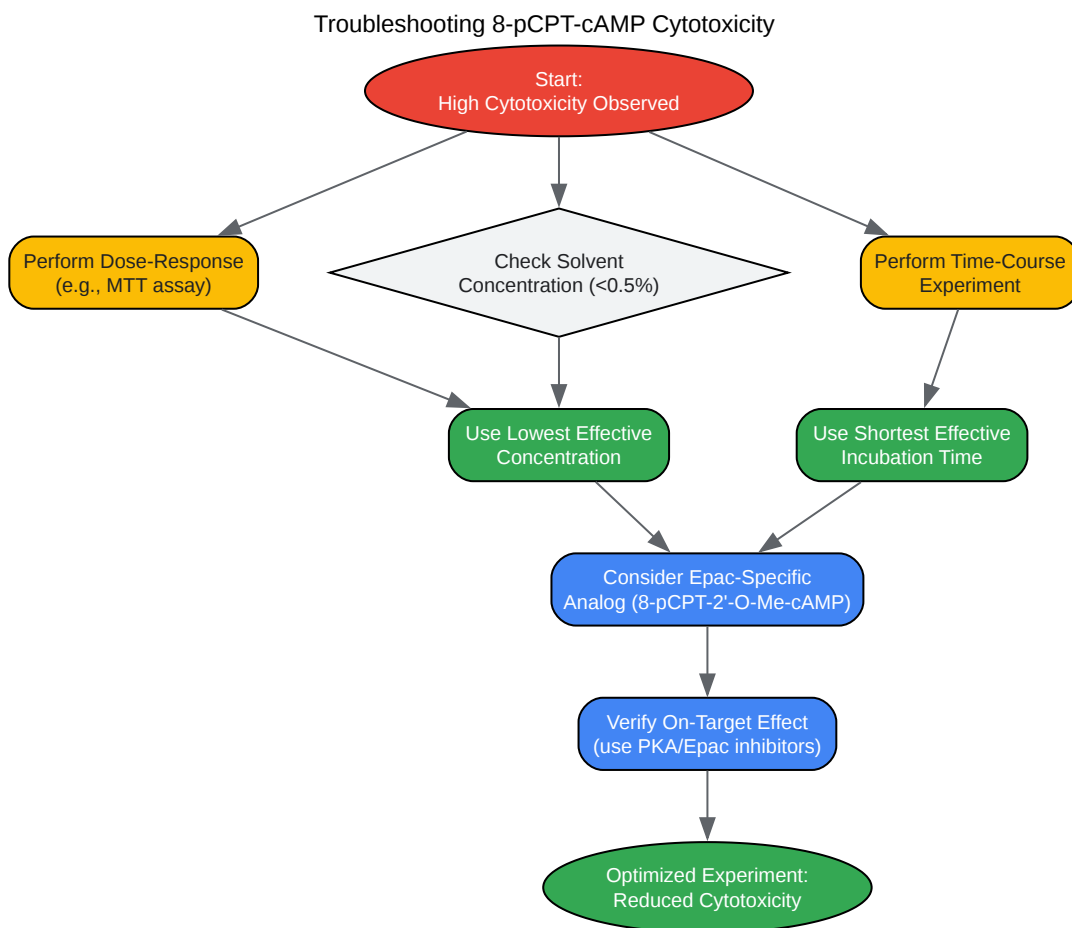 Troubleshooting 8-pCPT-cAMP Cytotoxicity
Start:
High Cytotoxicity Observed
Perform Dose-Response
(e.g., MTT assay)
Check Solvent
Concentration (<0.5%)
Perform Time-Course
Experiment
Use Lowest Effective
Concentration
Use Shortest Effective
Incubation Time
Consider Epac-Specific
Analog (8-pCPT-2'-O-Me-cAMP)
Verify On-Target Effect
(use PKA/Epac inhibitors)
Optimized Experiment:
Reduced Cytotoxicity